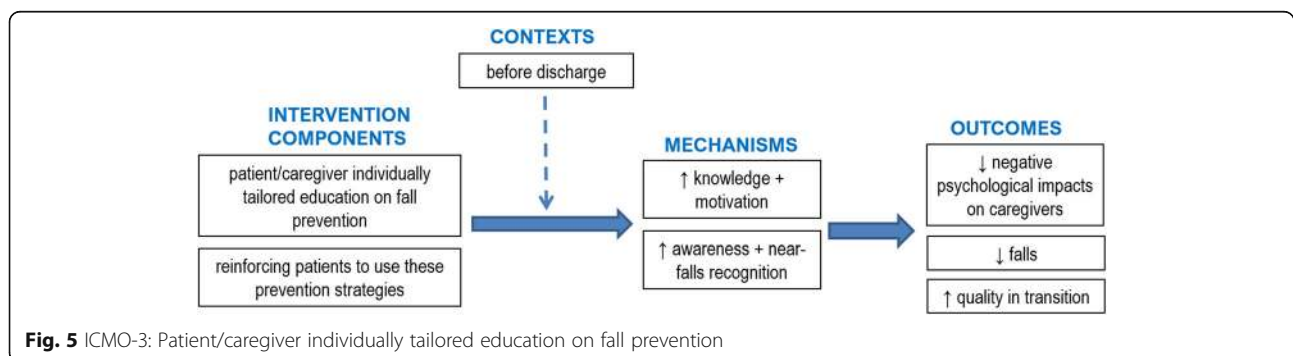 CONTEXTS
before discharge
INTERVENTION
COMPONENTS
patient/caregiver individually
tailored education on fall
prevention
reinforcing patients to use these
prevention strategies
MECHANISMS
↑ knowledge +
motivation
↑ awareness + near-
falls recognition
OUTCOMES
↓ negative
psychological impacts
on caregivers
↓ falls
↑ quality in transition
Fig. 5 ICMO-3: Patient/caregiver individually tailored education on fall prevention